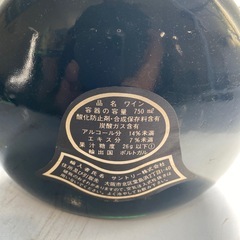 品名 ワイン
容器の容量 750 ml
酸化防止剤・合成保存料含有
炭酸ガス含有
アルコール分 14%未満
エキス分 7%未満
果汁糖度 26g以下①
輸出国 ポルトガル
輸入者氏名 サントリー株式会社